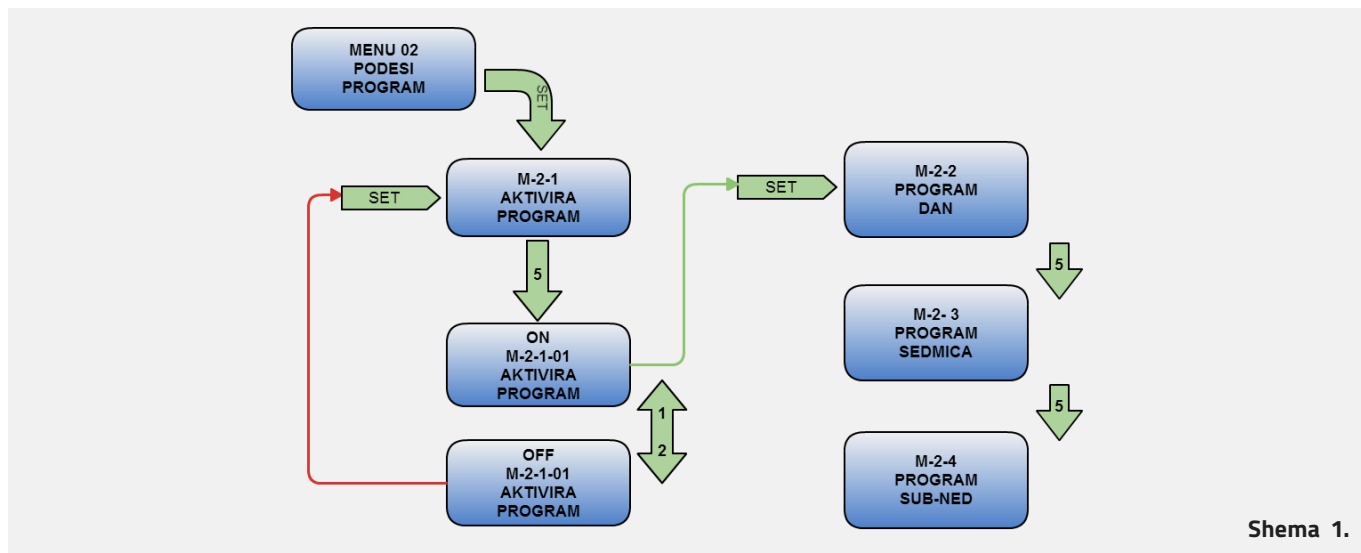 MENU 02
PODESI
PROGRAM
SET
SET
M-2-1
AKTIVIRA
PROGRAM
5
ON
M-2-1-01
AKTIVIRA
PROGRAM
1
2
OFF
M-2-1-01
AKTIVIRA
PROGRAM
SET
M-2-2
PROGRAM
DAN
5
M-2- 3
PROGRAM
SEDMICA
5
M-2-4
PROGRAM
SUB-NED
Shema 1.